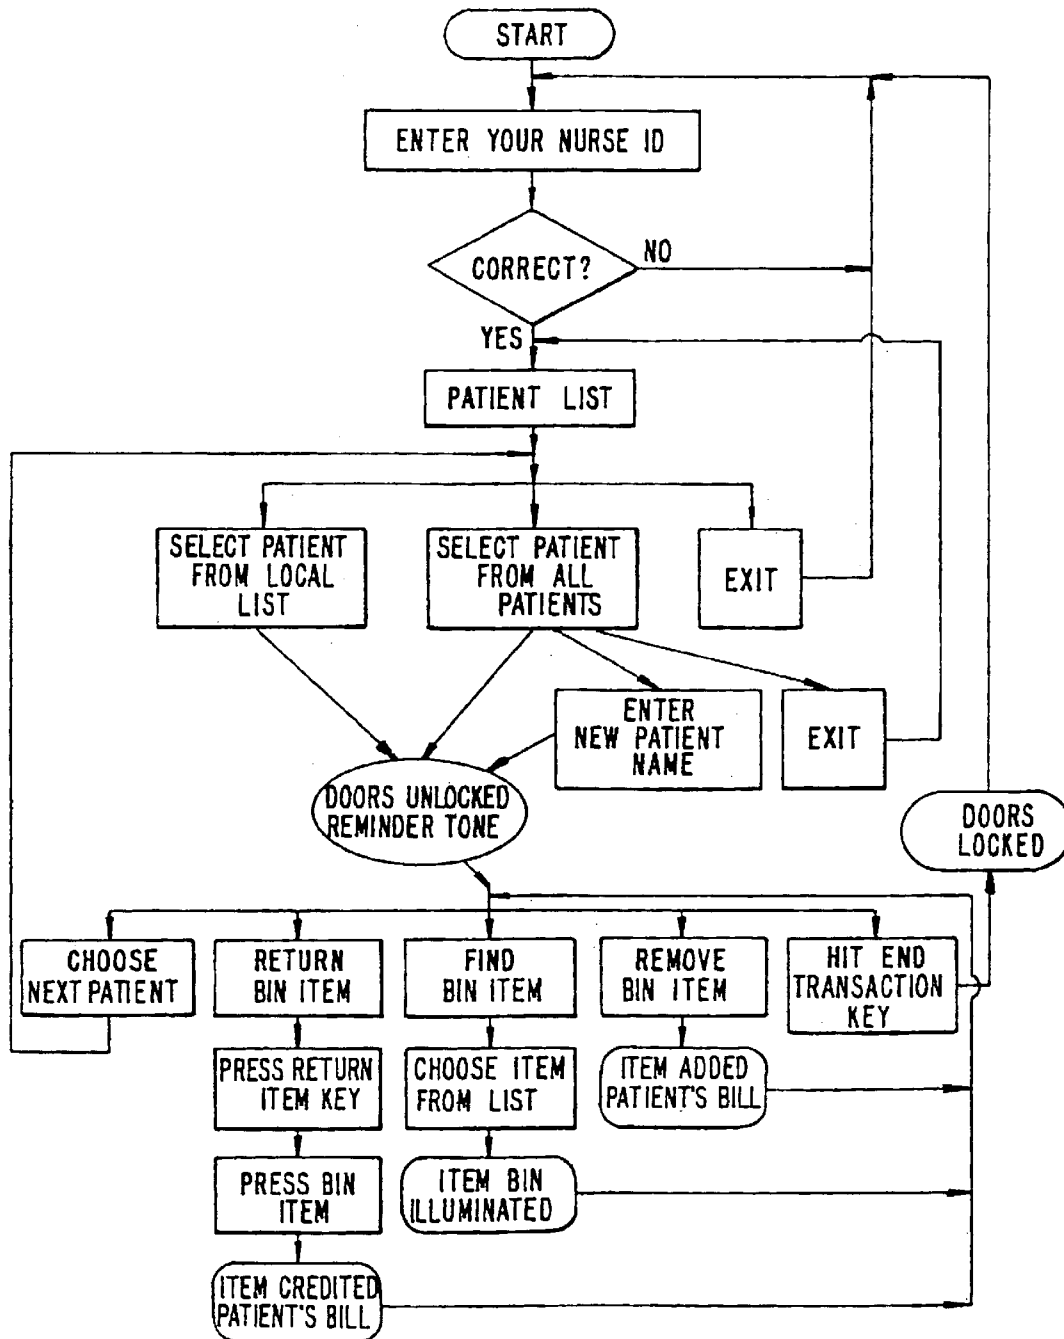 START
ENTER YOUR NURSE ID
CORRECT?
NO
YES
PATIENT LIST
SELECT PATIENT
FROM LOCAL
LIST
SELECT PATIENT
FROM ALL
PATIENTS
EXIT
ENTER
NEW PATIENT
NAME
EXIT
DOORS UNLOCKED
REMINDER TONE
DOORS
LOCKED
CHOOSE
NEXT PATIENT
RETURN
BIN ITEM
FIND
BIN ITEM
REMOVE
BIN ITEM
HIT END
TRANSACTION
KEY
PRESS RETURN
ITEM KEY
CHOOSE ITEM
FROM LIST
ITEM ADDED
PATIENT'S BILL
PRESS BIN
ITEM
ITEM BIN
ILLUMINATED
ITEM CREDITED
PATIENT'S BILL